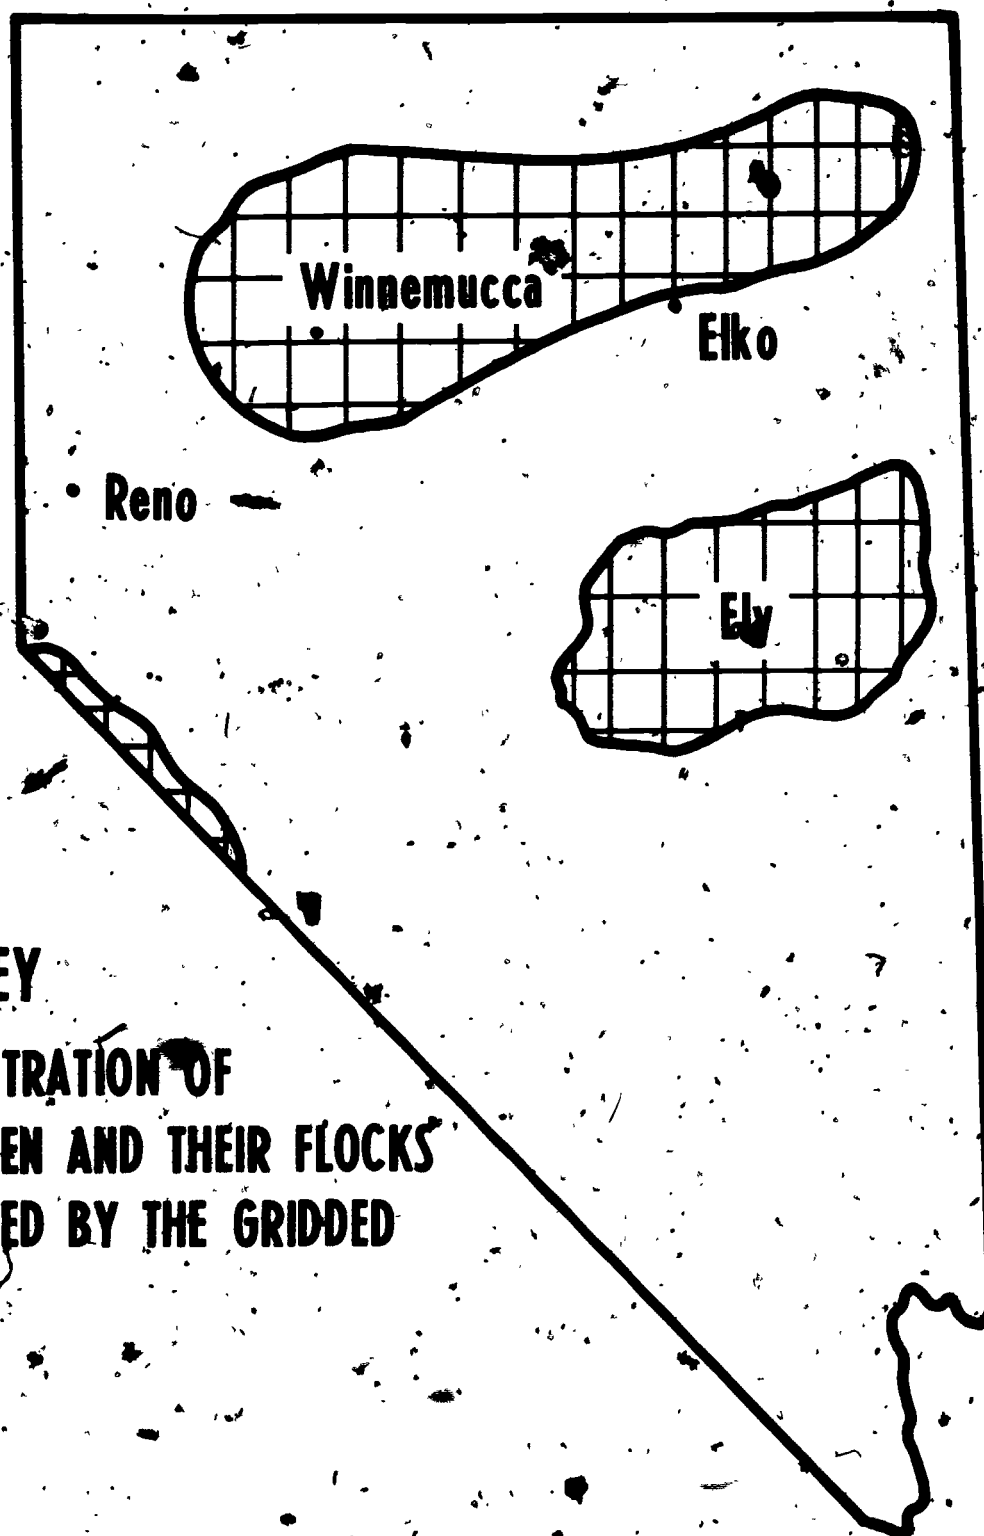 Winnemucca
Elko
Reno
Ely
EY
TRATION OF
EN AND THEIR FLOCKS
ED BY THE GRIDDED